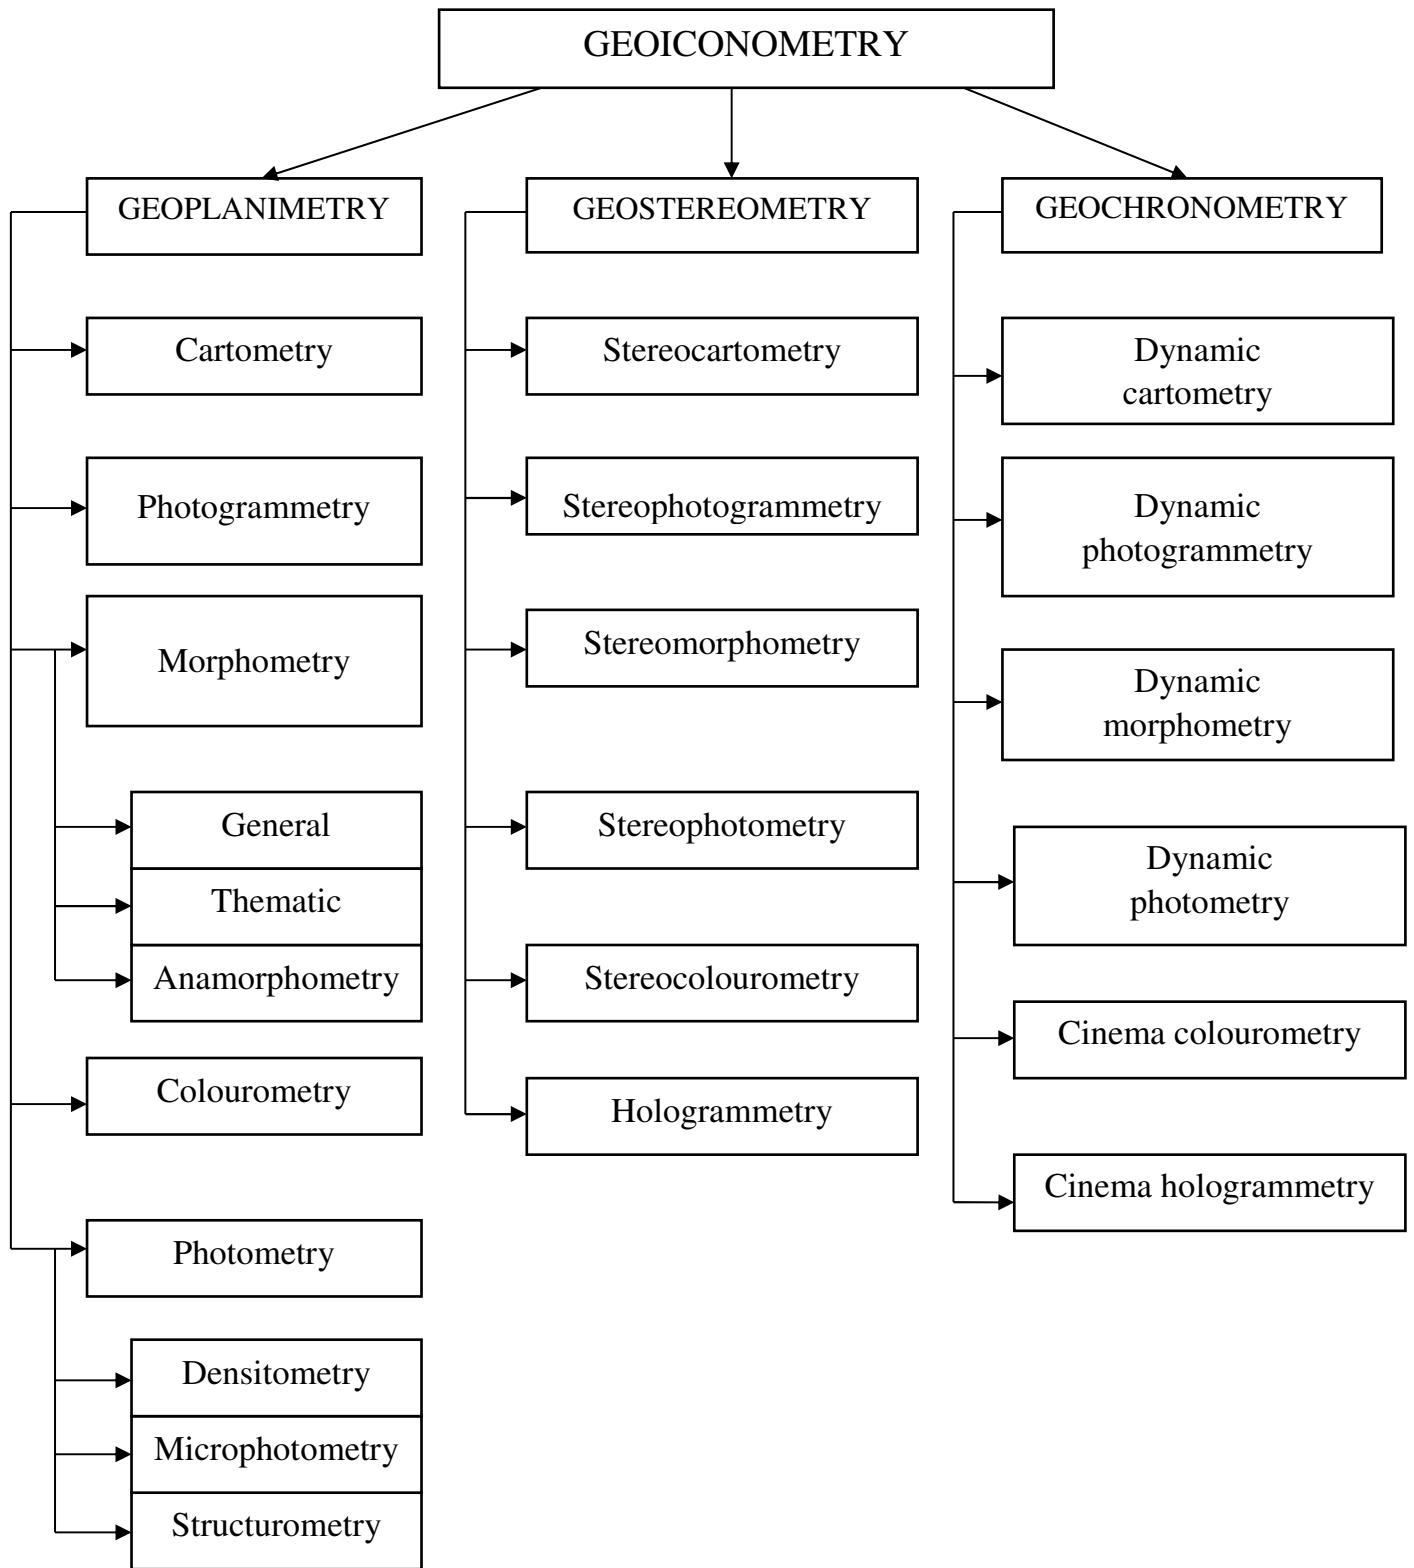 GEOICONOMETRY
GEOPLANIMETRY
Cartometry
Photogrammetry
Morphometry
General
Thematic
Anamorphometry
Colourometry
Photometry
Densitometry
Microphotometry
Structurometry
GEOSTEREOMETRY
Stereocartometry
Stereophotogrammetry
Stereomorphometry
Stereophotometry
Stereocolourometry
Hologrammetry
GEOCHRONOMETRY
Dynamic
cartometry
Dynamic
photogrammetry
Dynamic
morphometry
Dynamic
photometry
Cinema colourometry
Cinema hologrammetry